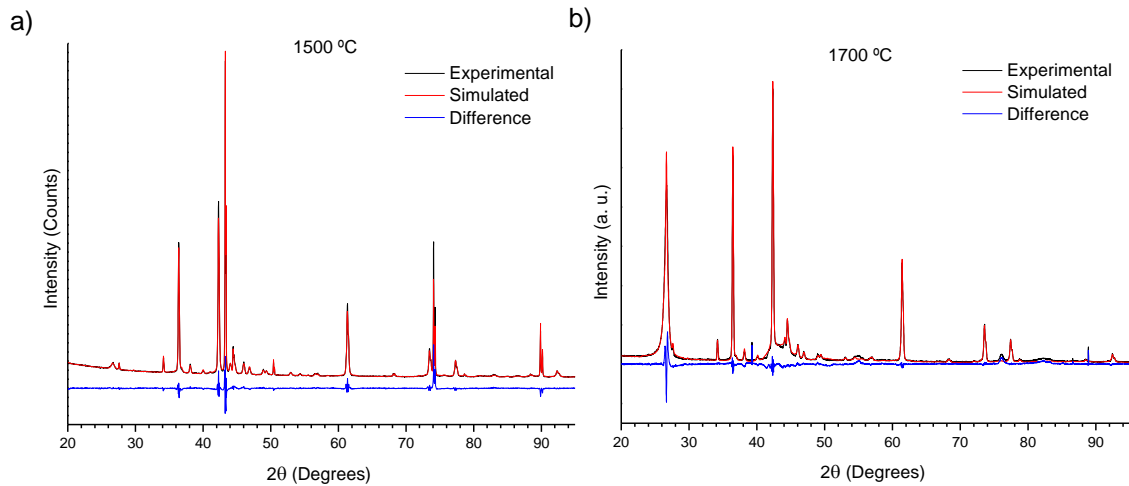 a)
1500 ºC
Experimental
Simulated
Difference
Intensity (Counts)
20 30 40 50 60 70 80 90
2θ (Degrees)
b)
1700 ºC
Experimental
Simulated
Difference
Intensity (a. u.)
20 30 40 50 60 70 80 90
2θ (Degrees)